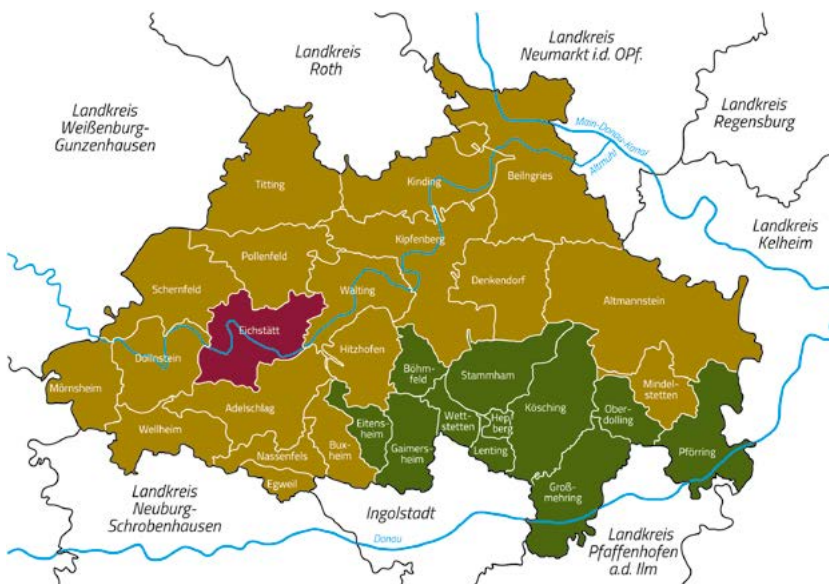 Landkreis
Roth
Landkreis
Neumarkt i.d. OPf.
Landkreis
Weißenburg-
Gunzenhausen
Landkreis
Regensburg
Main-Donau-Kanal
Altmühl
Titting
Kinding
Beilngries
Landkreis
Kelheim
Pollenfeld
Kipfenberg
Schernfeld
Walting
Denkendorf
Altmannstein
Eichstätt
Dollnstein
Hitzhofen
Böhm-
feld
Stammham
Mörnsheim
Mindel-
stetten
Adelschlag
Eitens-
heim
Wett-
stetten
Hep
berg
Kösching
Ober-
dolling
Wellheim
Bux-
heim
Gaimers-
heim
Lenting
Pförring
Nassenfels
Egweil
Groß-
mehring
Landkreis
Neuburg-
Schrobenhausen
Ingolstadt
Donau
Landkreis
Pfaffenhofen
a.d. Ilm